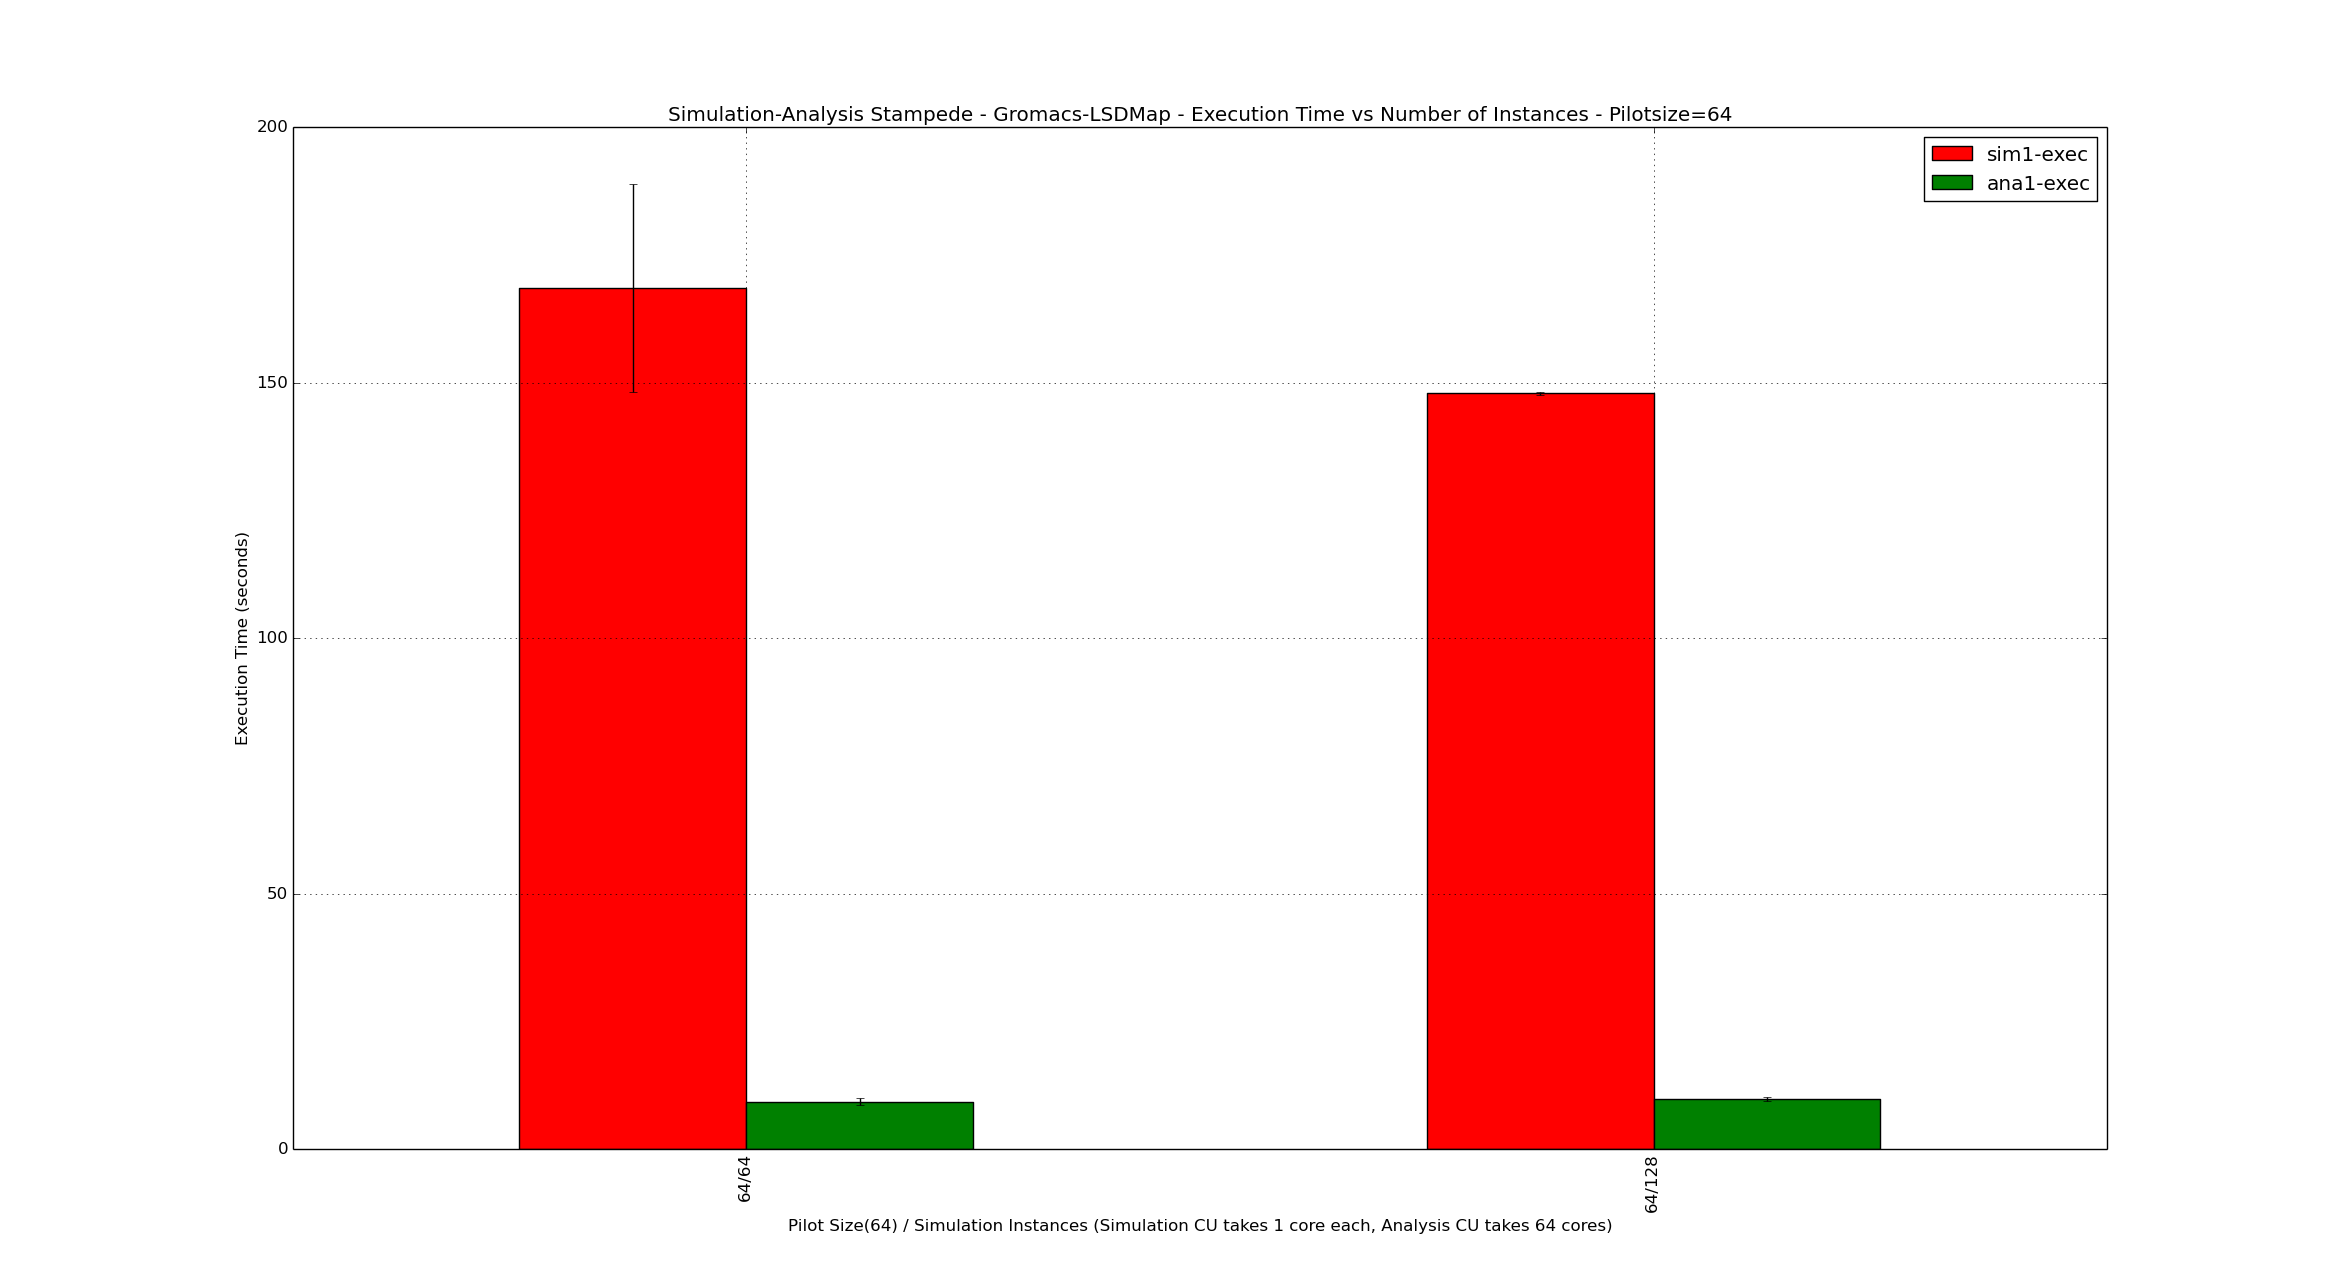 Simulation-Analysis Stampede - Gromacs-LSDMap - Execution Time vs Number of Instances - Pilotsize=64
sim1-exec
ana1-exec
200
150
100
50
0
Execution Time (seconds)
64/64
64/128
Pilot Size(64) / Simulation Instances (Simulation CU takes 1 core each, Analysis CU takes 64 cores)